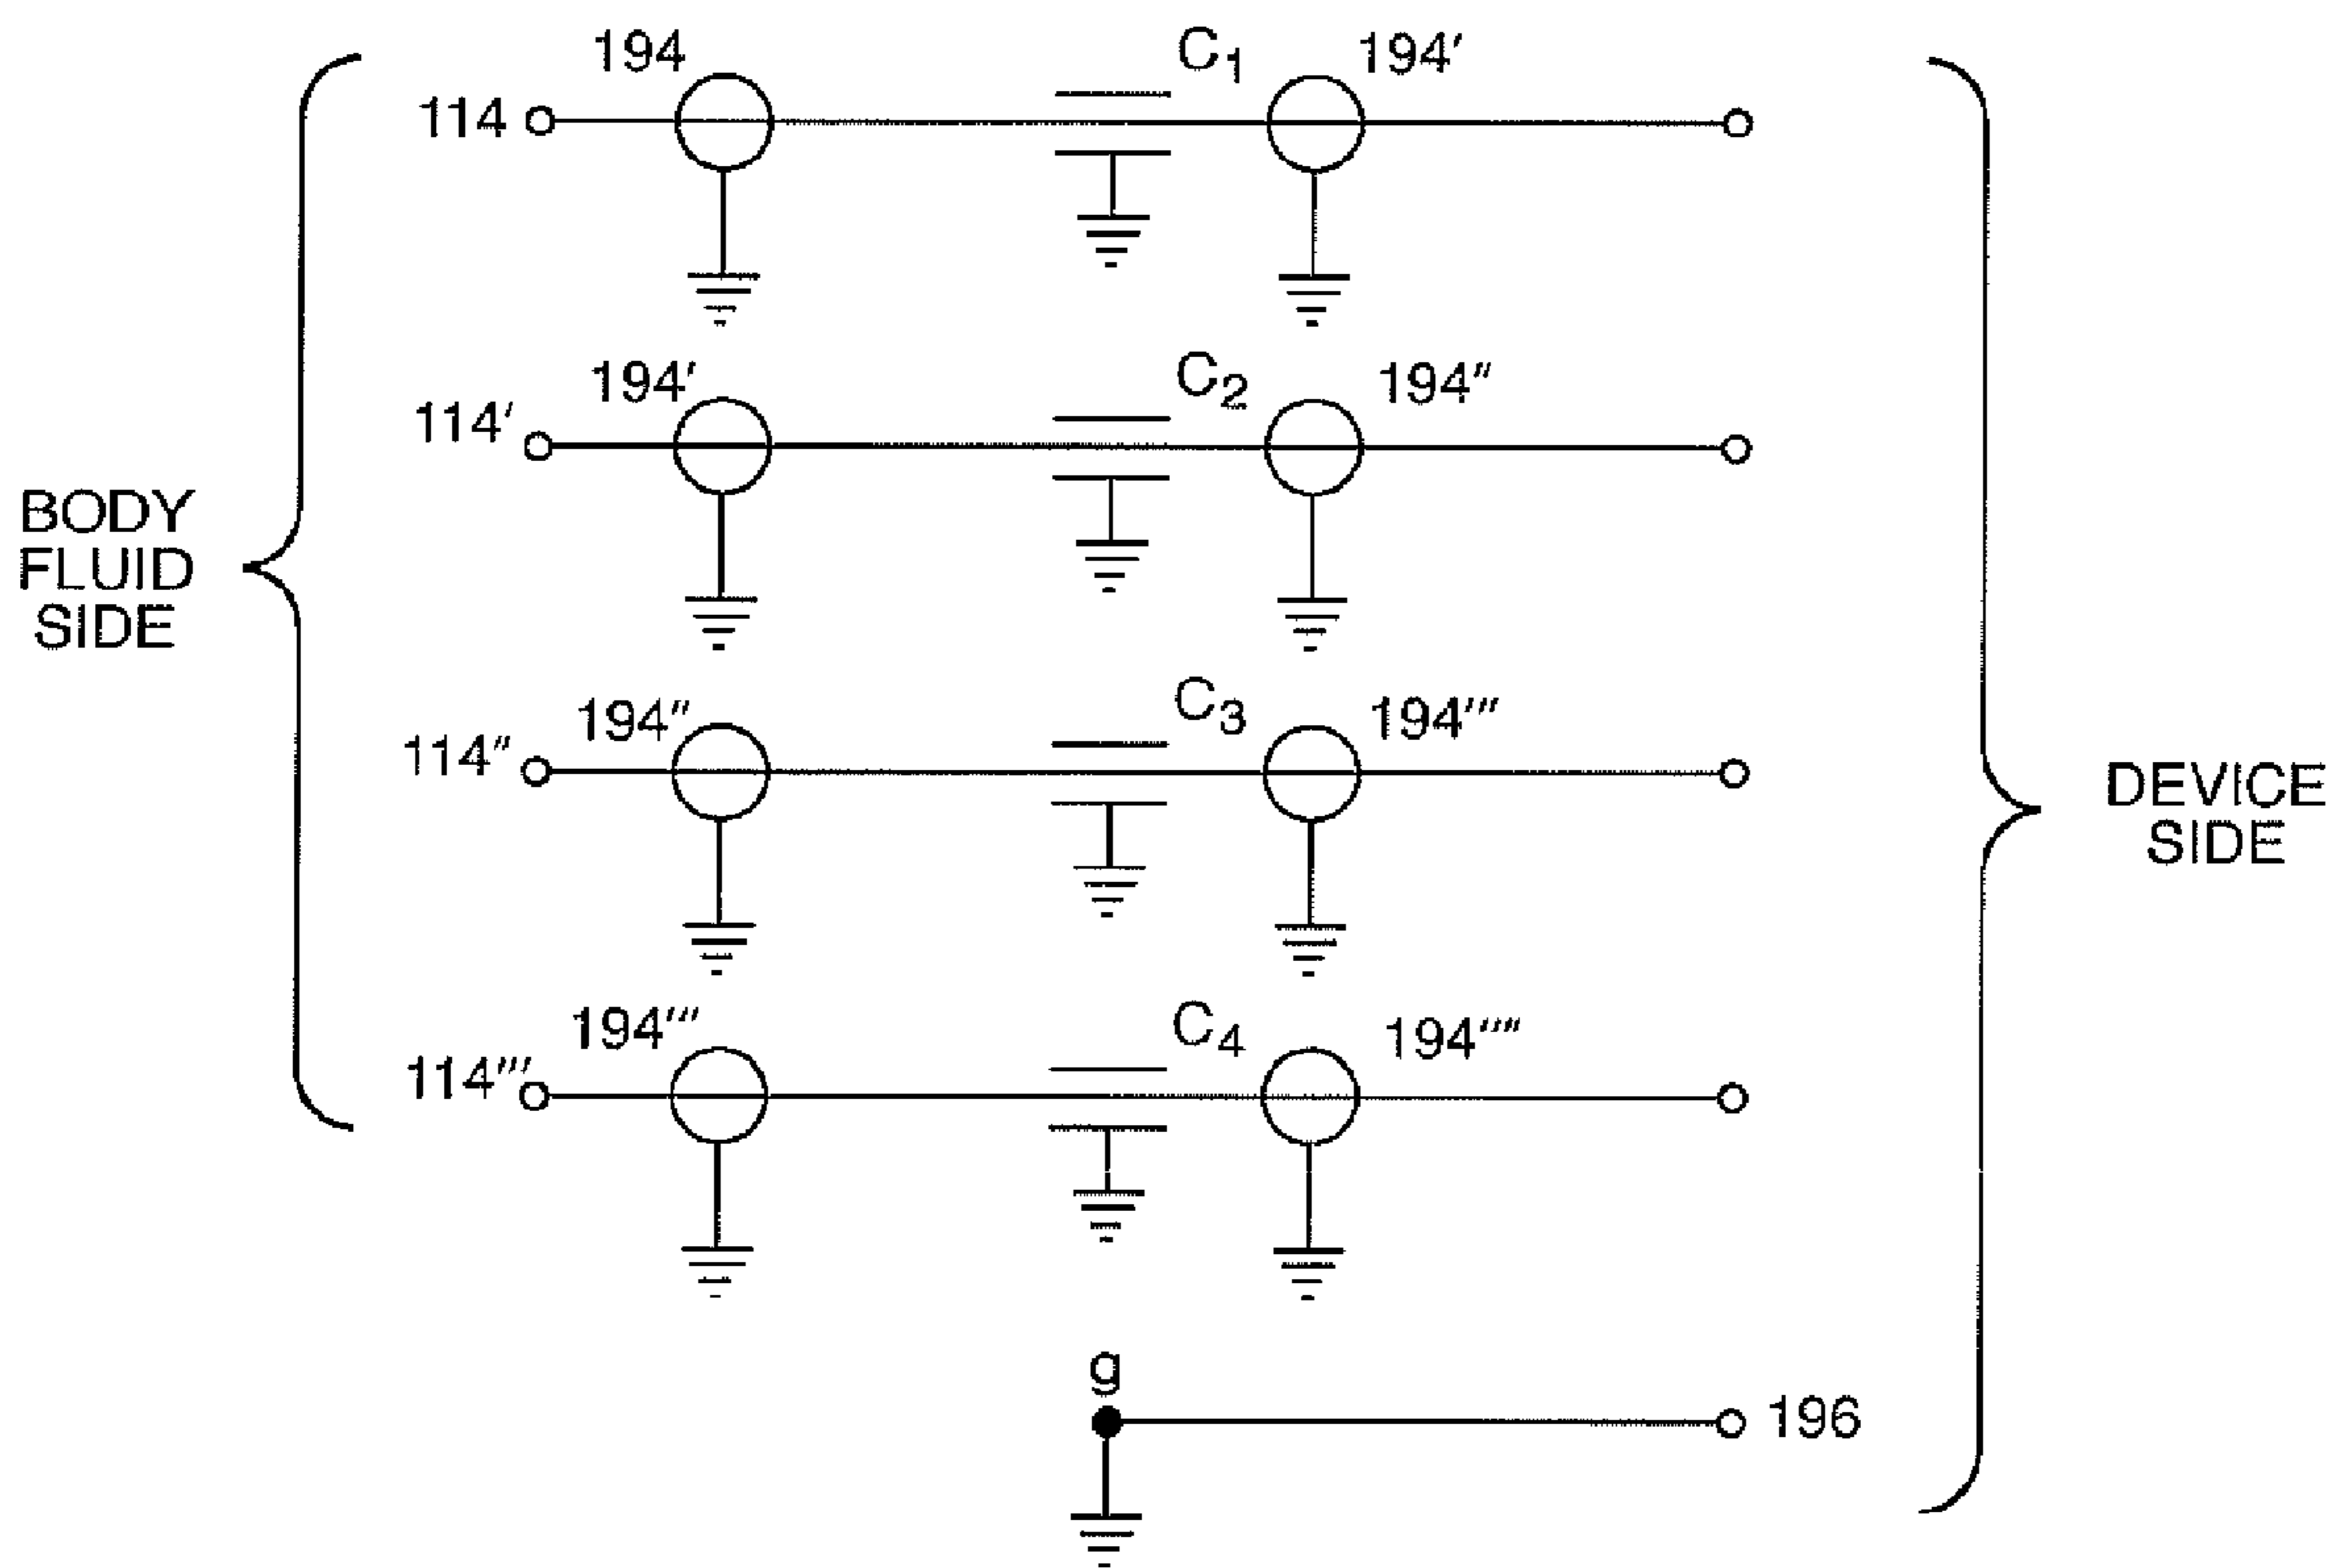 194 C1 194′
114
194′ C2 194″
114′
BODY
FLUID
SIDE
194″ C3 194‴
114″
DEVICE
SIDE
194‴ C4 194⁗
114‴
g
196